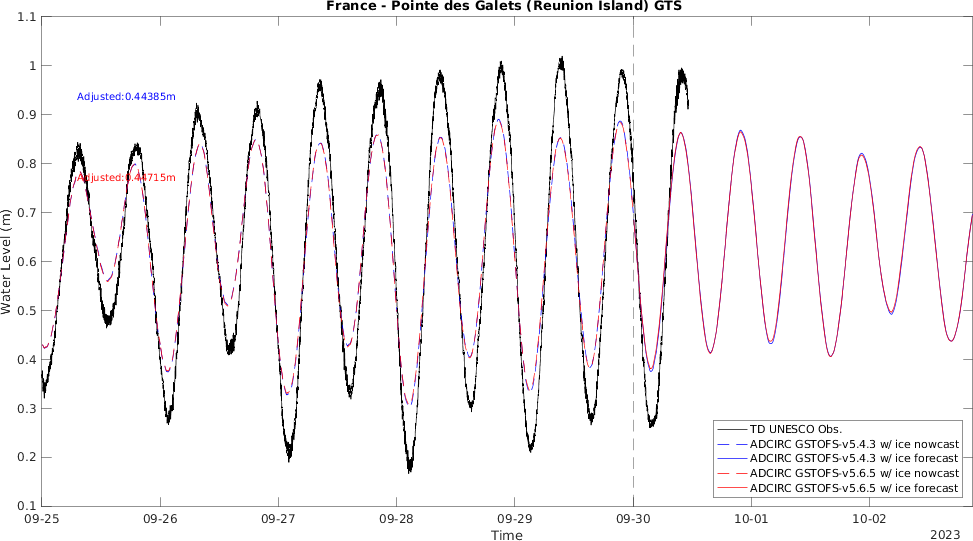 France - Pointe des Galets (Reunion Island) GTS
1.1
1
0.9
0.8
0.7
0.6
0.5
0.4
0.3
0.2
0.1
Water Level (m)
Adjusted:0.44385m
Adjusted:0.44715m
TD UNESCO Obs.
ADCIRC GSTOFS-v5.4.3 w/ ice nowcast
ADCIRC GSTOFS-v5.4.3 w/ ice forecast
ADCIRC GSTOFS-v5.6.5 w/ ice nowcast
ADCIRC GSTOFS-v5.6.5 w/ ice forecast
09-25 09-26 09-27 09-28 09-29 09-30 10-01 10-02
Time
2023